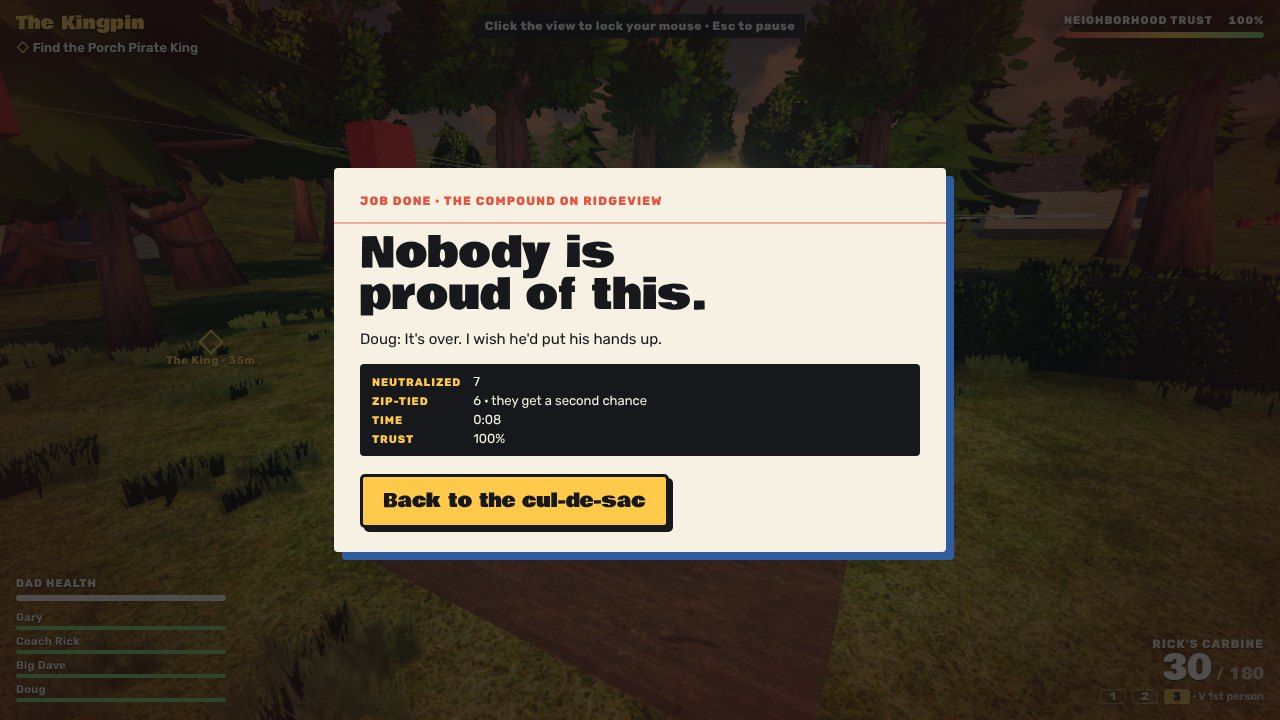 The Kingpin
Find the Porch Pirate King
Click the view to lock your mouse · Esc to pause
NEIGHBORHOOD TRUST 100%
JOB DONE · THE COMPOUND ON RIDGEVIEW
Nobody is
proud of this.
Doug: It's over. I wish he'd put his hands up.
NEUTRALIZED 7
ZIP-TIED 6 · they get a second chance
TIME 0:08
TRUST 100%
Back to the cul-de-sac
The King · 35m
DAD HEALTH
Gary
Coach Rick
Big Dave
Doug
RICK'S CARBINE
30 / 180
1 2 3 · V 1st person